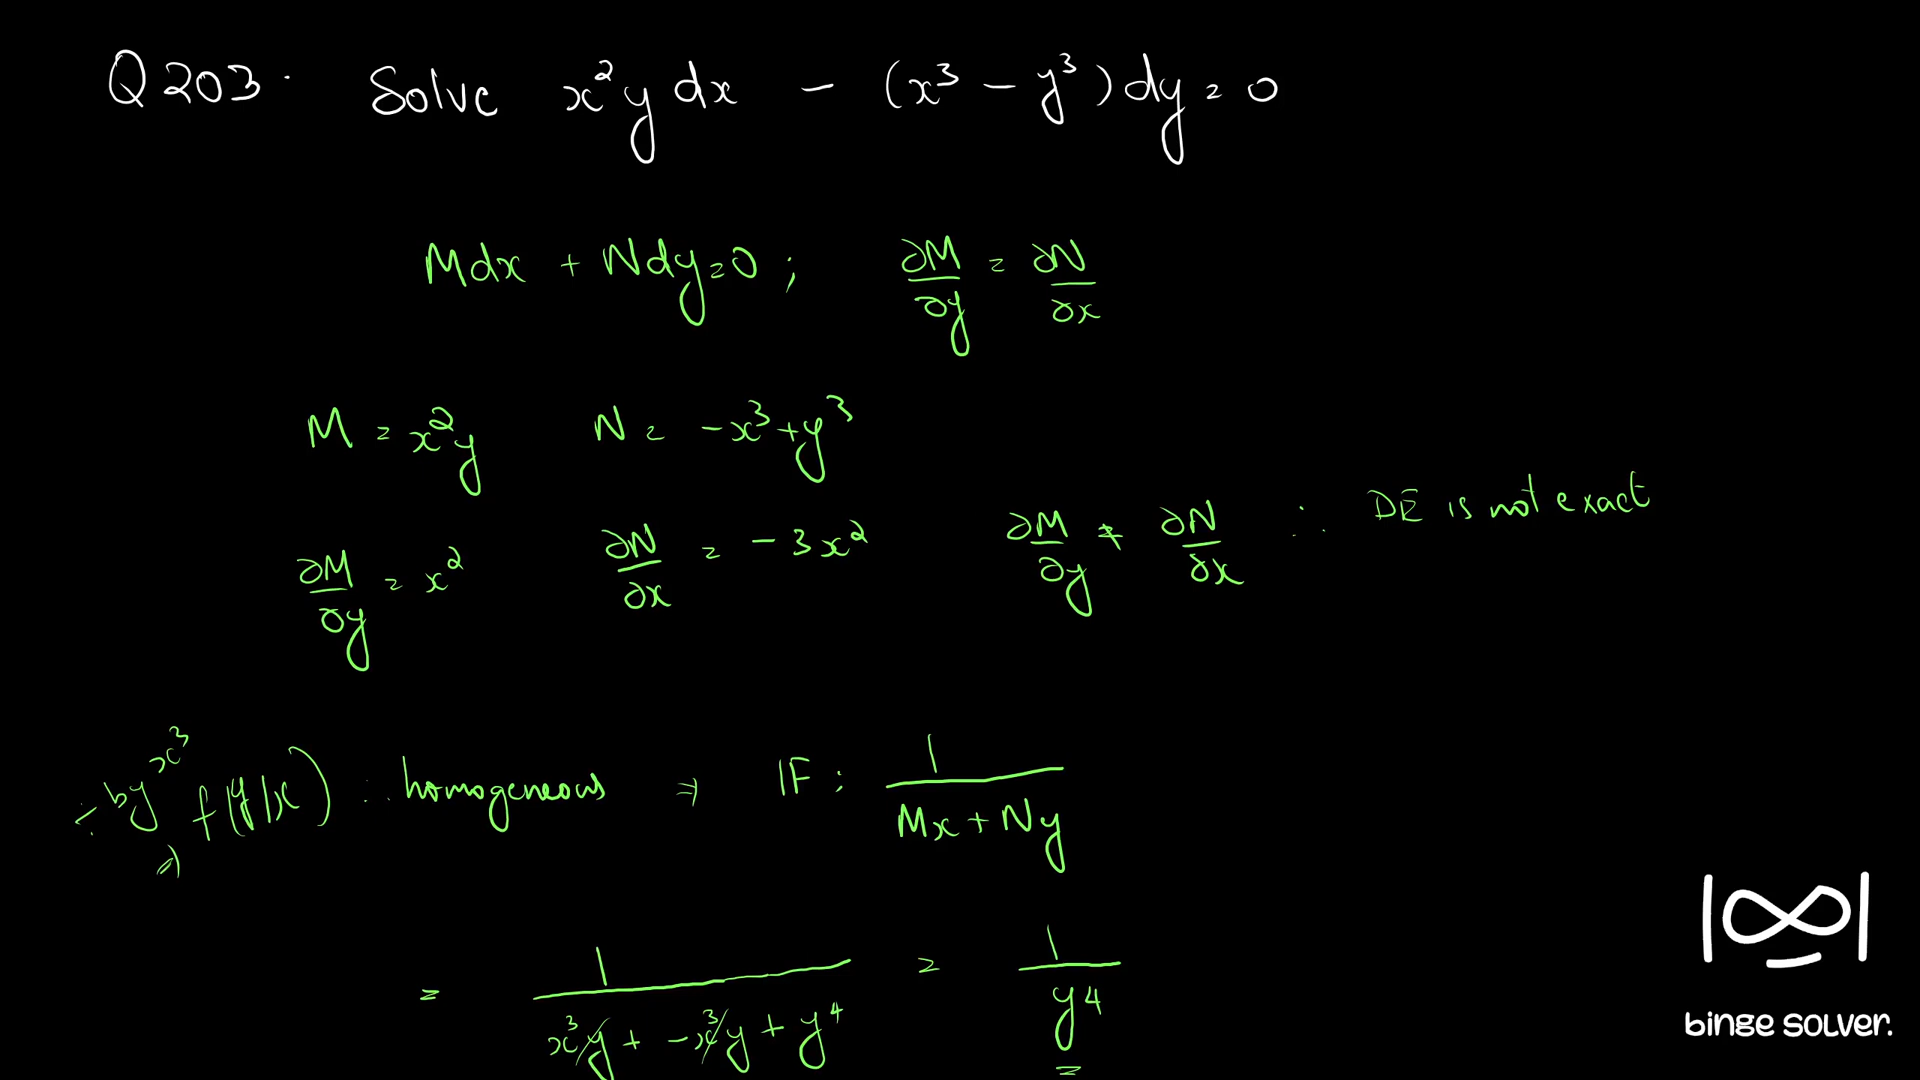 Q203. Solve x²y dx - (x³ - y³) dy = 0
Mdx + Ndy = 0 ; ∂M/∂y = ∂N/∂x
M = x²y N = -x³+y³
∂M/∂y = x² ∂N/∂x = -3x² ∂M/∂y ≠ ∂N/∂x ∴ DE is not exact
÷ by x³ f(y/x) ∴ homogeneous ⇒ IF : 1/(Mx + Ny)
= 1/(x³y + -x³y + y⁴) = 1/y⁴
binge solver.